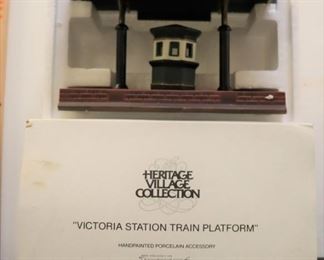 HERITAGE
VILLAGE
COLLECTION
"VICTORIA STATION TRAIN PLATFORM"
HANDPAINTED PORCELAIN ACCESSORY